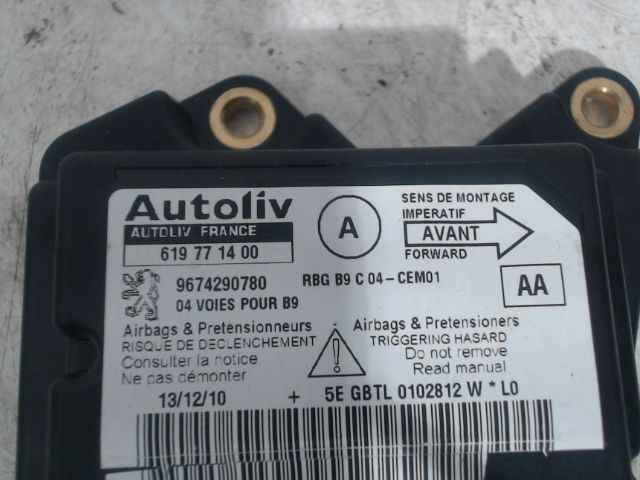 Autoliv
AUTOLIV FRANCE
619 77 14 00
A
SENS DE MONTAGE
IMPERATIF
AVANT
FORWARD
9674290780
04 VOIES POUR B9
RBG B9 C 04-CEM01
AA
Airbags & Pretensionneurs
RISQUE DE DECLENCHEMENT
Consulter la notice
Ne pas démonter
!
Airbags & Pretensioners
TRIGGERING HASARD
Do not remove
Read manual
13/12/10 + 5E GBTL 0102812 W * L0